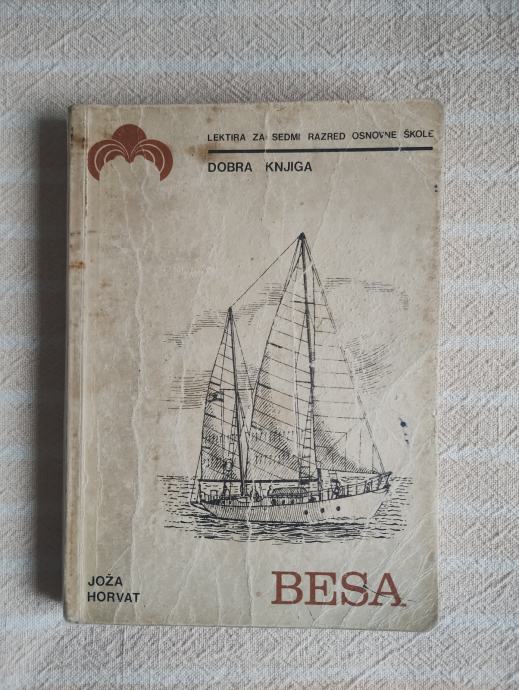 LEKTIRA ZA SEDMI RAZRED OSNOVNE ŠKOLE
DOBRA KNJIGA
JOŽA
HORVAT
BESA